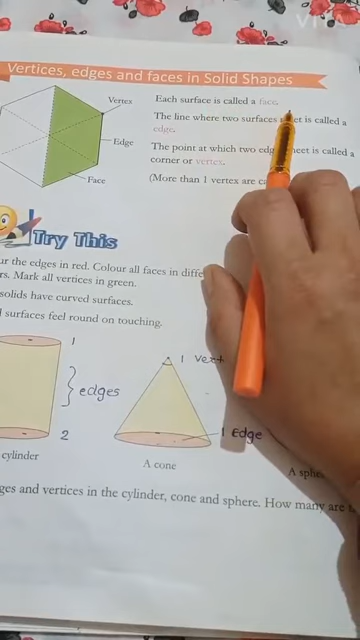 VIVA
Vertices, edges and faces in Solid Shapes
Each surface is called a face.
Vertex
The line where two surfaces meet is called a
edge.
Edge
The point at which two edges meet is called a
corner or vertex.
Face
(More than 1 vertex are
Try This
the edges in red. Colour all faces in
Mark all vertices in green.
solids have curved surfaces.
surfaces feel round on touching.
1
1 Vert
} edges
2
1 Edge
cylinder
A cone
A sphe
and vertices in the cylinder, cone and sphere. How many are